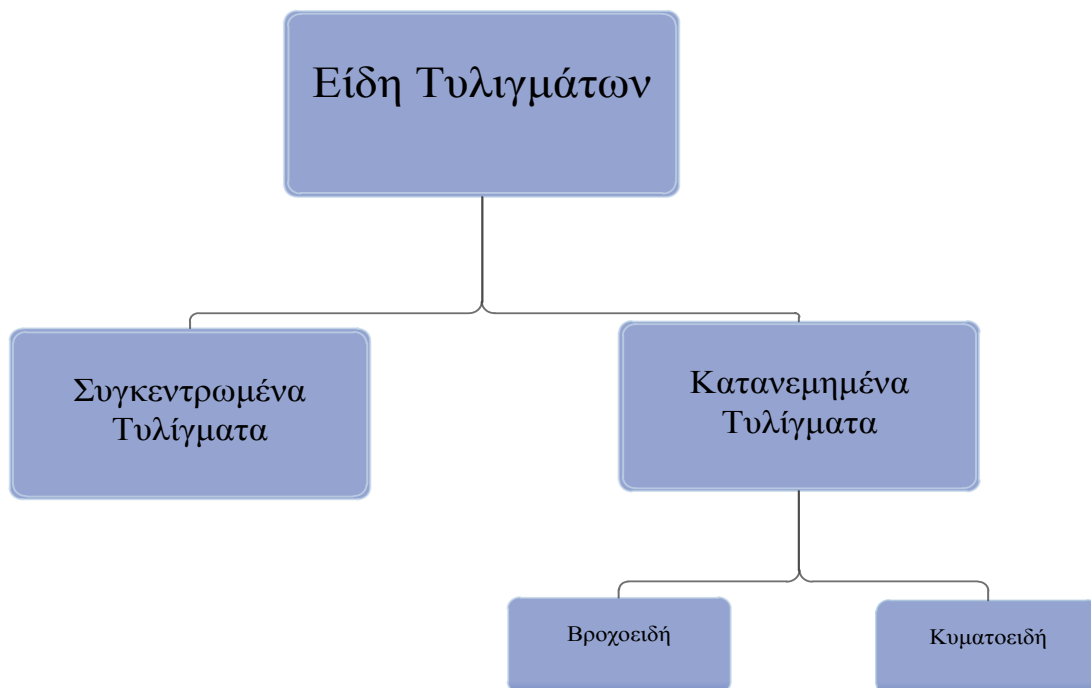 Είδη Τυλιγμάτων
Συγκεντρωμένα
Τυλίγματα
Κατανεμημένα
Τυλίγματα
Βροχοειδή
Κυματοειδή